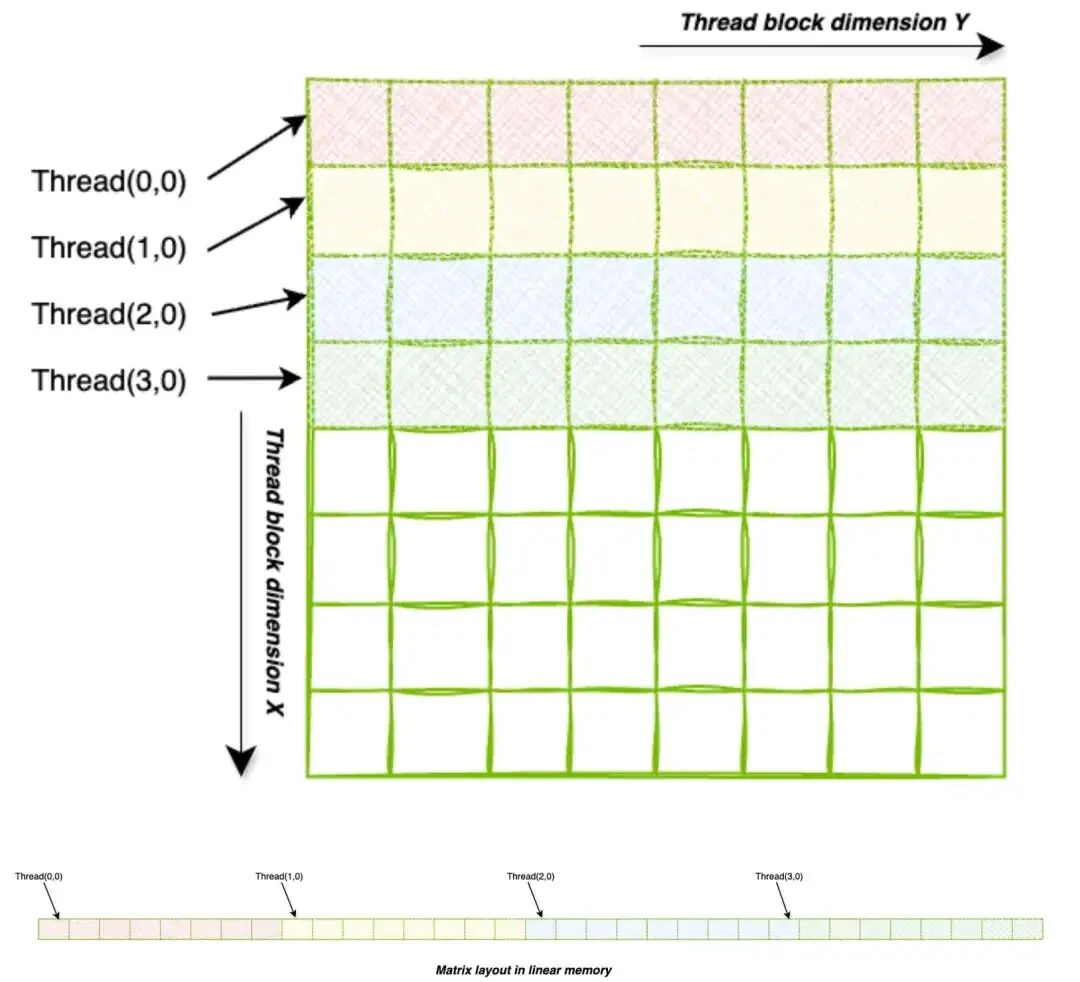 Thread block dimension Y
Thread(0,0)
Thread(1,0)
Thread(2,0)
Thread(3,0)
Thread block dimension X
Thread(0,0)
Thread(1,0)
Thread(2,0)
Thread(3,0)
Matrix layout in linear memory